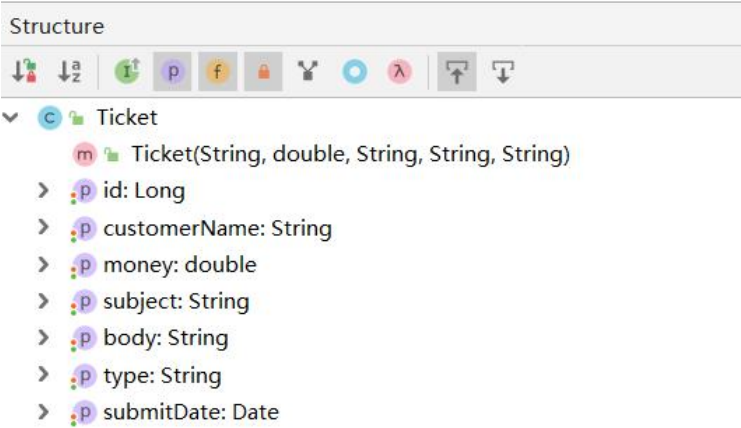 Structure
Ticket
Ticket(String, double, String, String, String)
id: Long
customerName: String
money: double
subject: String
body: String
type: String
submitDate: Date